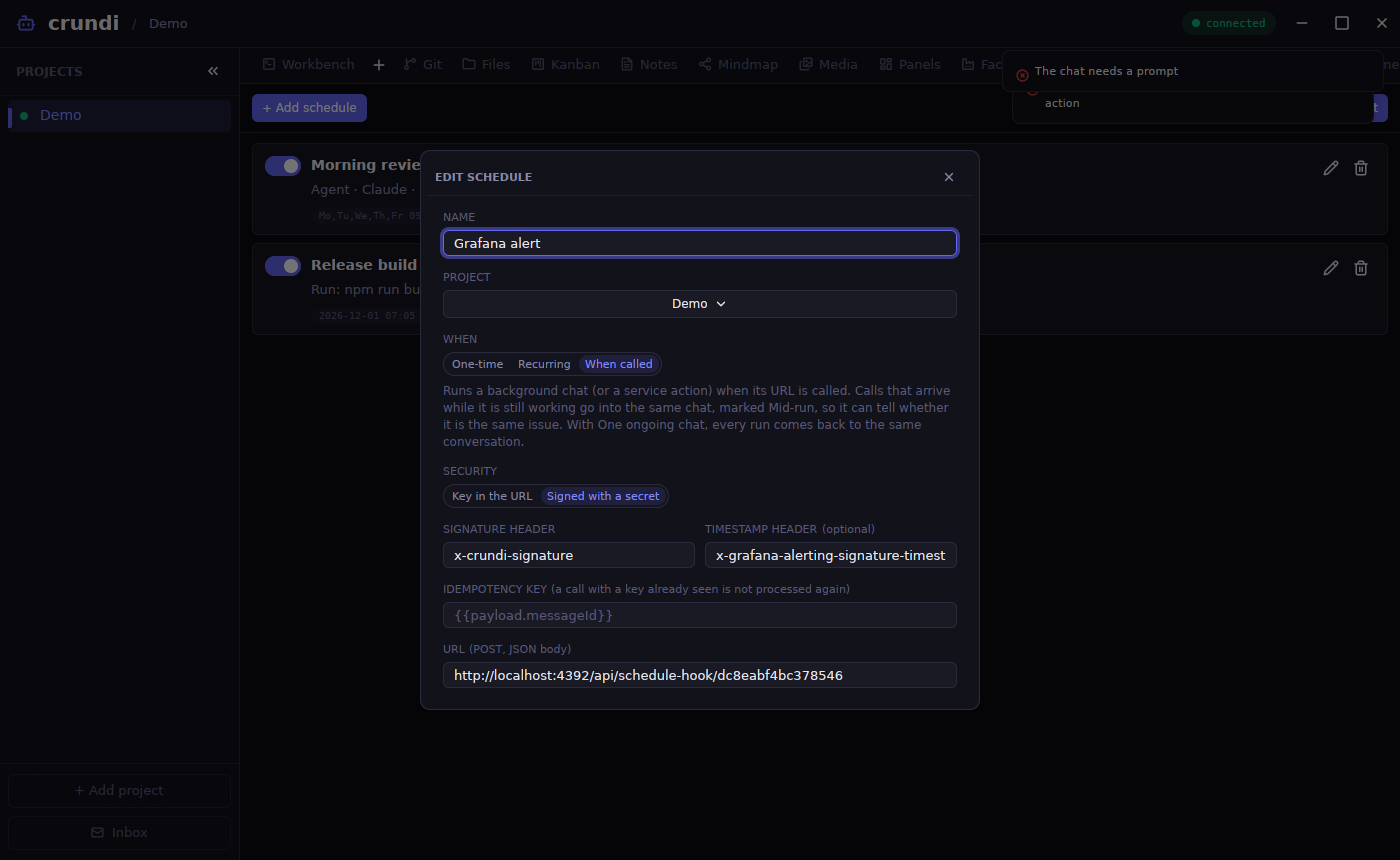 crundi / Demo
connected
PROJECTS
Demo
+ Add project
Inbox
Workbench
+
Git
Files
Kanban
Notes
Mindmap
Media
Panels
The chat needs a prompt
action
+ Add schedule
Agent · Claude ·
Mo,Tu,We,Th,Fr
Release build
Run: npm run
2026-12-01 07:05
EDIT SCHEDULE
NAME
Grafana alert
PROJECT
Demo
WHEN
One-time Recurring When called
Runs a background chat (or a service action) when its URL is called. Calls that arrive
while it is still working go into the same chat, marked Mid-run, so it can tell whether
it is the same issue. With One ongoing chat, every run comes back to the same
conversation.
SECURITY
Key in the URL Signed with a secret
SIGNATURE HEADER TIMESTAMP HEADER (optional)
x-crundi-signature x-grafana-alerting-signature-timest
IDEMPOTENCY KEY (a call with a key already seen is not processed again)
{{payload.messageId}}
URL (POST, JSON body)
http://localhost:4392/api/schedule-hook/dc8eabf4bc378546